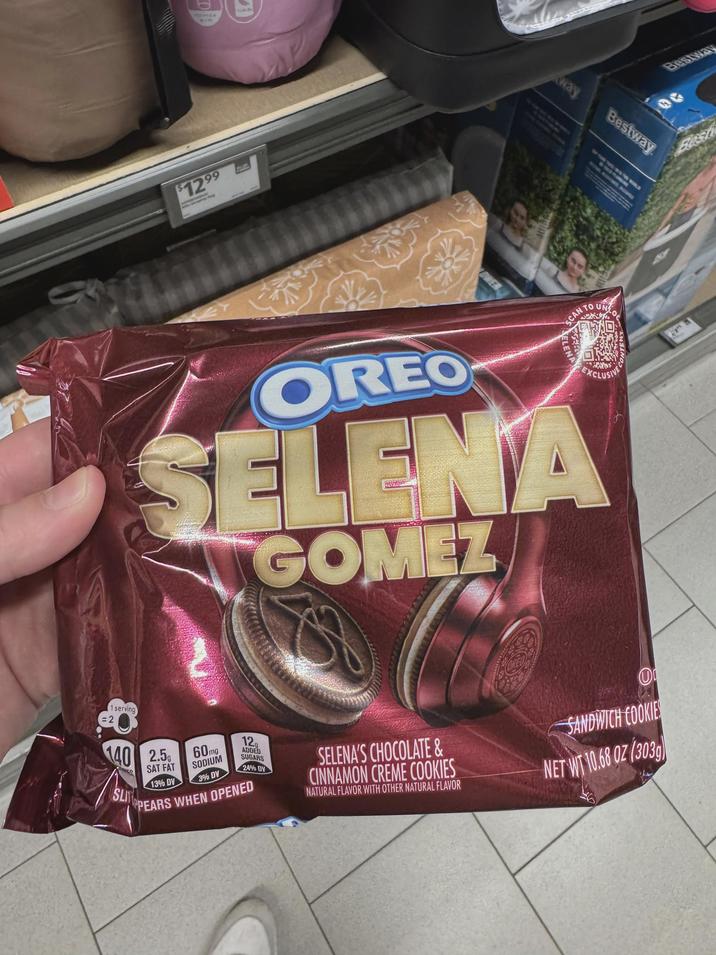 $12.99
Bestway
Bestway
OREO
SELENA
GOMEZ
SCAN TO
EXCLUSIVE
1 serving
= 2
140
2.5g
SAT FAT
13% DV
60mg
SODIUM
3% DV
12g
ADDED
SUGARS
24% DV
PEARS WHEN OPENED
SELENA'S CHOCOLATE &
CINNAMON CREME COOKIES
NATURAL FLAVOR WITH OTHER NATURAL FLAVOR
SANDWICH COOKIES
NET WT 10.68 OZ (303g)